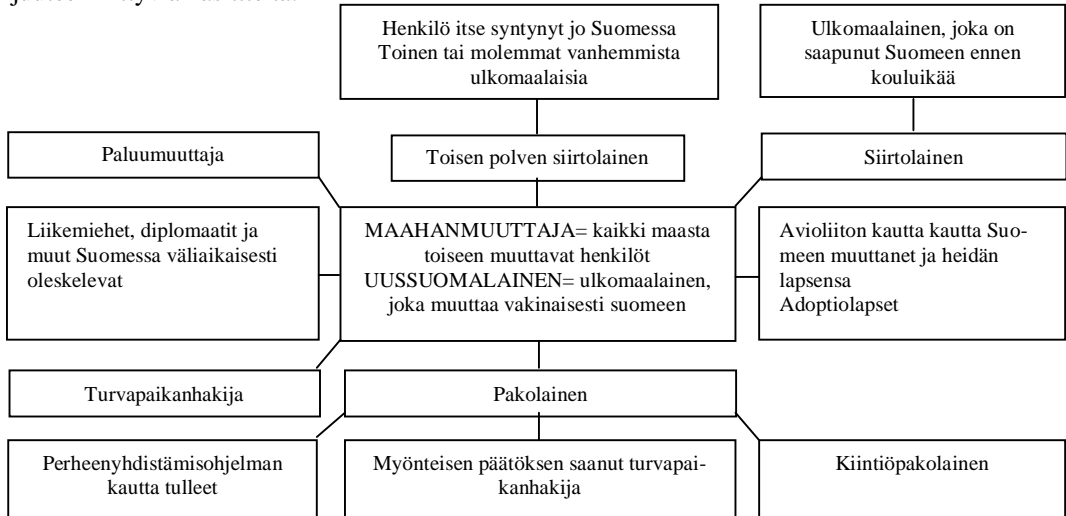 Henkilö itse syntynyt jo Suomessa
Toinen tai molemmat vanhemmista
ulkomaalaisia
Ulkomaalainen, joka on
saapunut Suomeen ennen
kouluikää
Paluumuuttaja
Toisen polven siirtolainen
Siirtolainen
Liikemiehet, diplomaatit ja
muut Suomessa väliaikaisesti
oleskelevat
MAAHANMUUTTAJA= kaikki maasta
toiseen muuttavat henkilöt
UUSSUOMALAINEN= ulkomaalainen,
joka muuttaa vakinaisesti suomeen
Avioliiton kautta kautta Suo-
meen muuttanet ja heidän
lapsensa
Adoptiolapset
Turvapaikanhakija
Pakolainen
Perheenyhdistämisohjelman
kautta tulleet
Myönteisen päätöksen saanut turvapai-
kanhakija
Kiintiöpakolainen